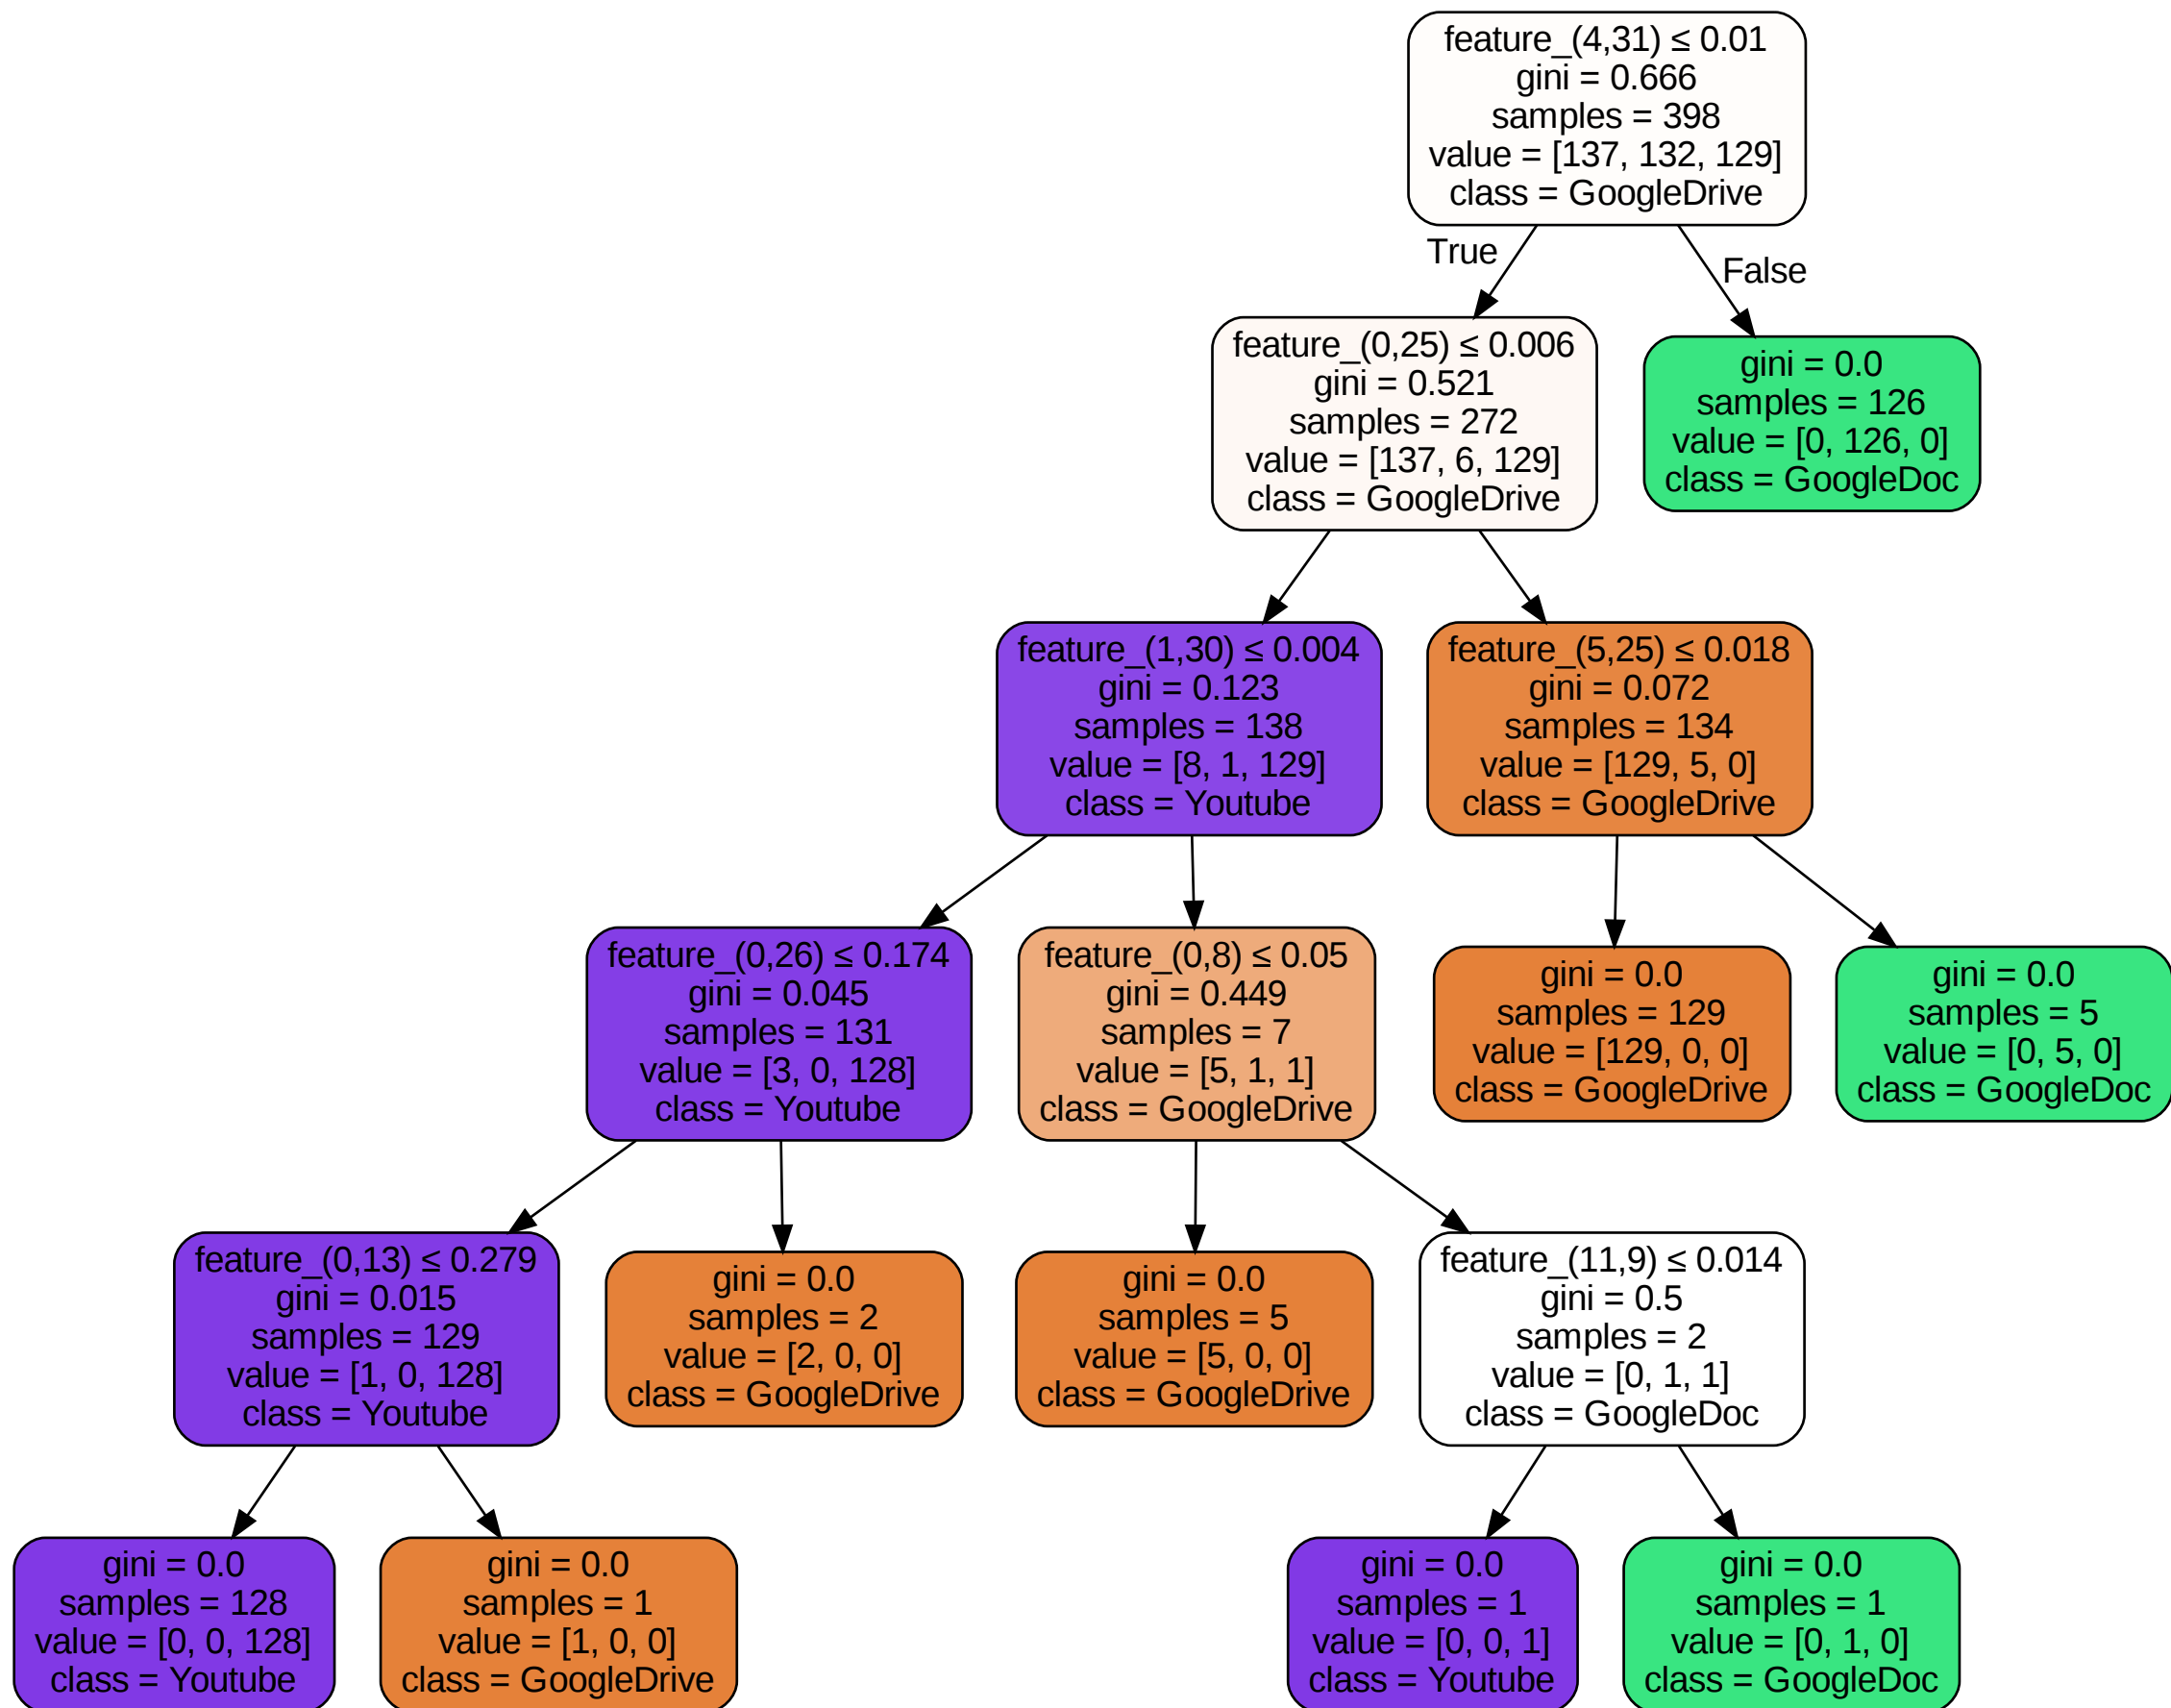 feature_(4,31) ≤ 0.01
gini = 0.666
samples = 398
value = [137, 132, 129]
class = GoogleDrive
True
False
feature_(0,25) ≤ 0.006
gini = 0.521
samples = 272
value = [137, 6, 129]
class = GoogleDrive
gini = 0.0
samples = 126
value = [0, 126, 0]
class = GoogleDoc
feature_(1,30) ≤ 0.004
gini = 0.123
samples = 138
value = [8, 1, 129]
class = Youtube
feature_(5,25) ≤ 0.018
gini = 0.072
samples = 134
value = [129, 5, 0]
class = GoogleDrive
feature_(0,26) ≤ 0.174
gini = 0.045
samples = 131
value = [3, 0, 128]
class = Youtube
feature_(0,8) ≤ 0.05
gini = 0.449
samples = 7
value = [5, 1, 1]
class = GoogleDrive
gini = 0.0
samples = 129
value = [129, 0, 0]
class = GoogleDrive
gini = 0.0
samples = 5
value = [0, 5, 0]
class = GoogleDoc
feature_(0,13) ≤ 0.279
gini = 0.015
samples = 129
value = [1, 0, 128]
class = Youtube
gini = 0.0
samples = 2
value = [2, 0, 0]
class = GoogleDrive
gini = 0.0
samples = 5
value = [5, 0, 0]
class = GoogleDrive
feature_(11,9) ≤ 0.014
gini = 0.5
samples = 2
value = [0, 1, 1]
class = GoogleDoc
gini = 0.0
samples = 128
value = [0, 0, 128]
class = Youtube
gini = 0.0
samples = 1
value = [1, 0, 0]
class = GoogleDrive
gini = 0.0
samples = 1
value = [0, 0, 1]
class = Youtube
gini = 0.0
samples = 1
value = [0, 1, 0]
class = GoogleDoc